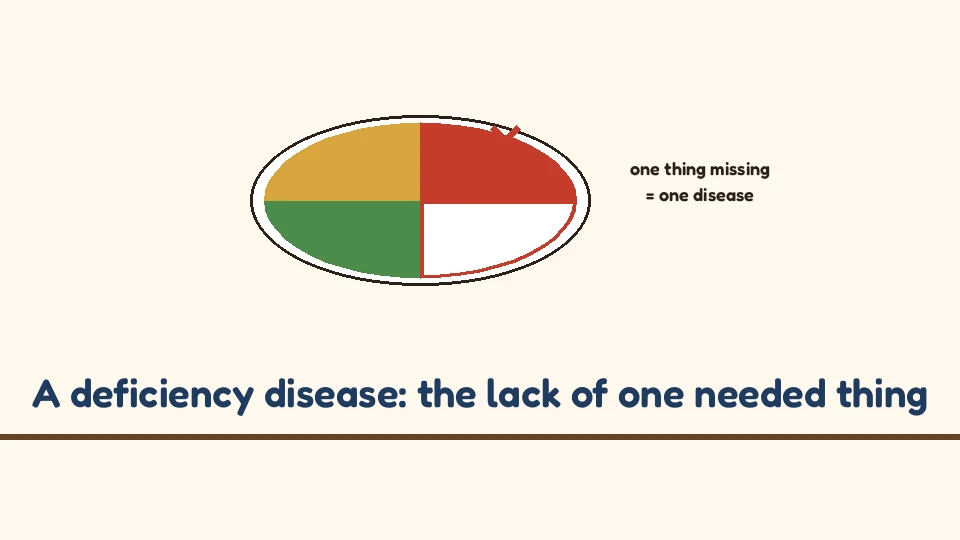 one thing missing
= one disease
A deficiency disease: the lack of one needed thing